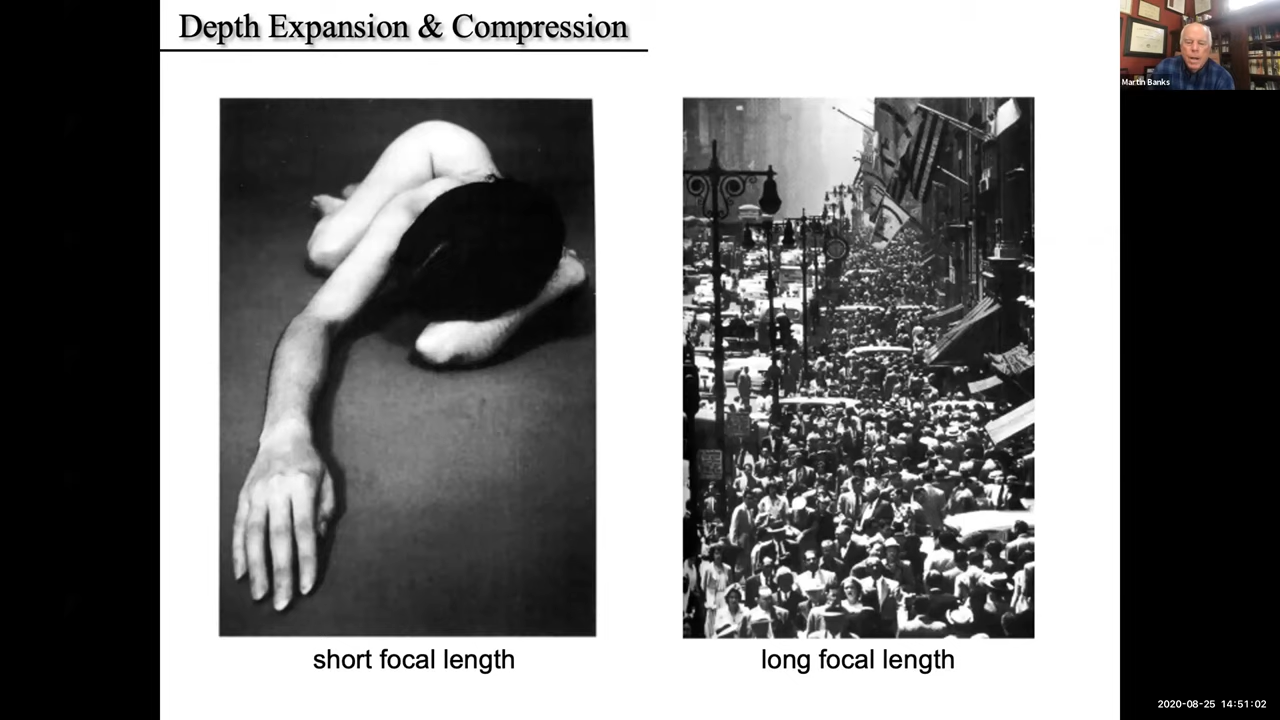 Depth Expansion & Compression
Martin Banks
short focal length
long focal length
2020-08-25 14:51:02